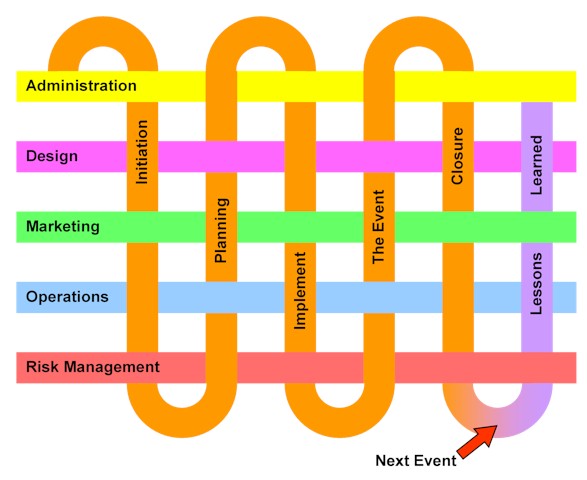 Administration
Initiation
Design
Closure
Learned
Marketing
Planning
The Event
Implement
Lessons
Operations
Risk Management
Next Event